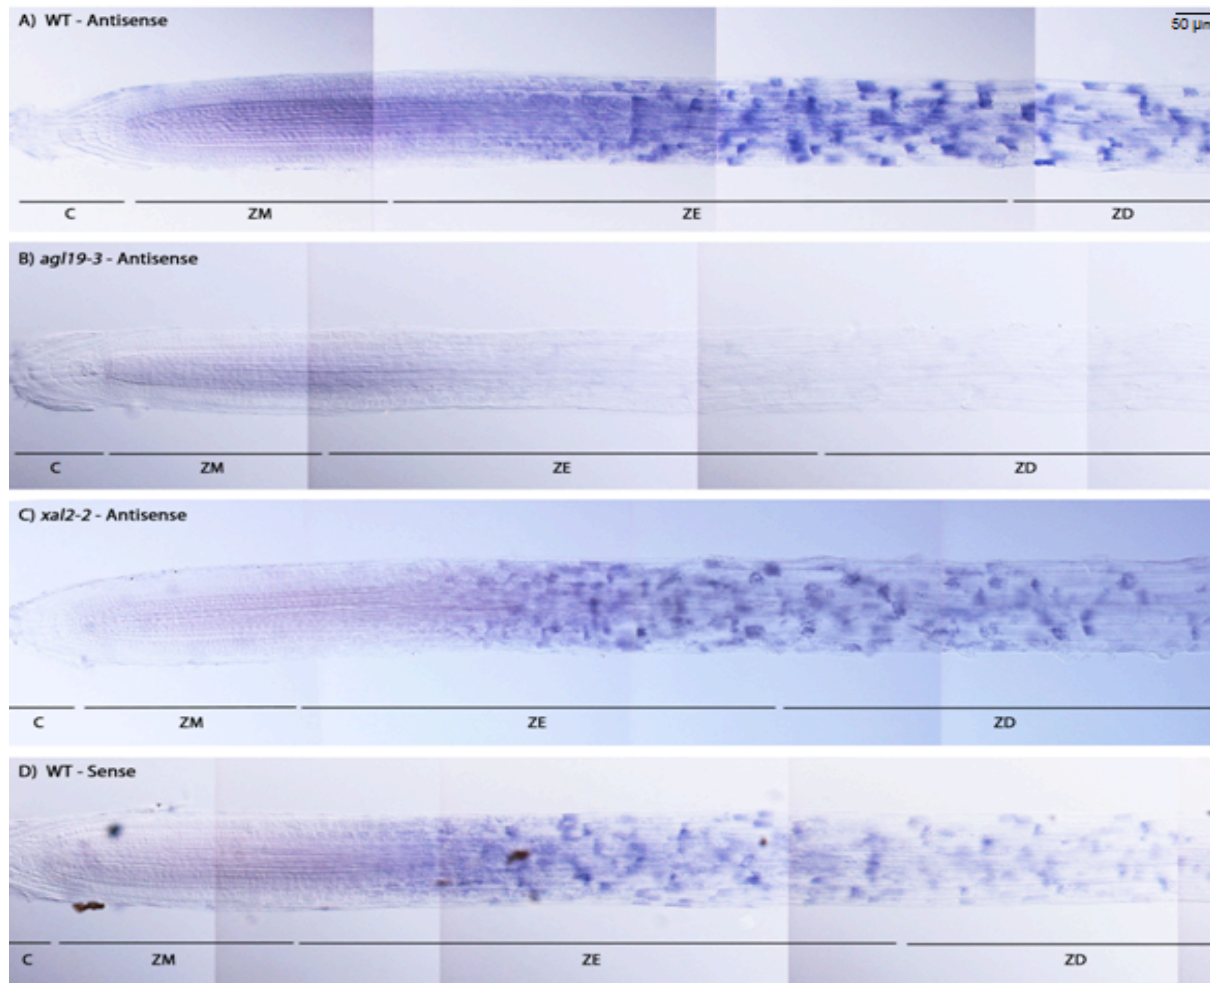 A) WT - Antisense
50 µm
C ZM ZE ZD
B) agl19-3 - Antisense
C ZM ZE ZD
C) xal2-2 - Antisense
C ZM ZE ZD
D) WT - Sense
C ZM ZE ZD